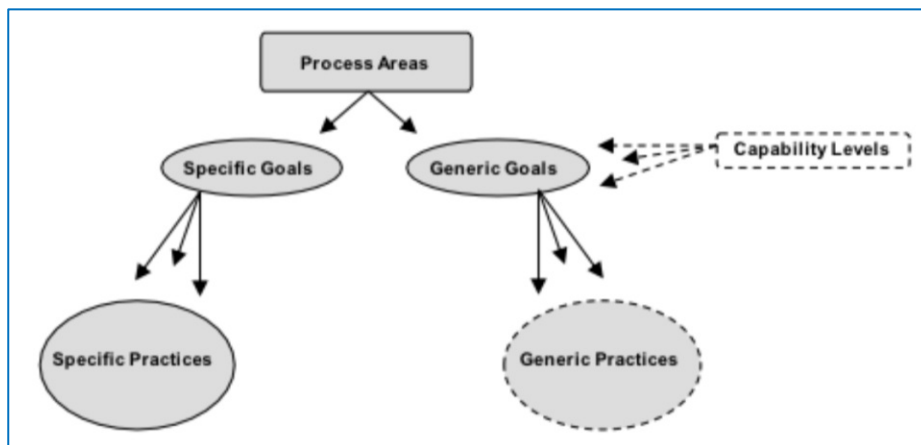 Process Areas
Specific Goals
Generic Goals
Capability Levels
Specific Practices
Generic Practices